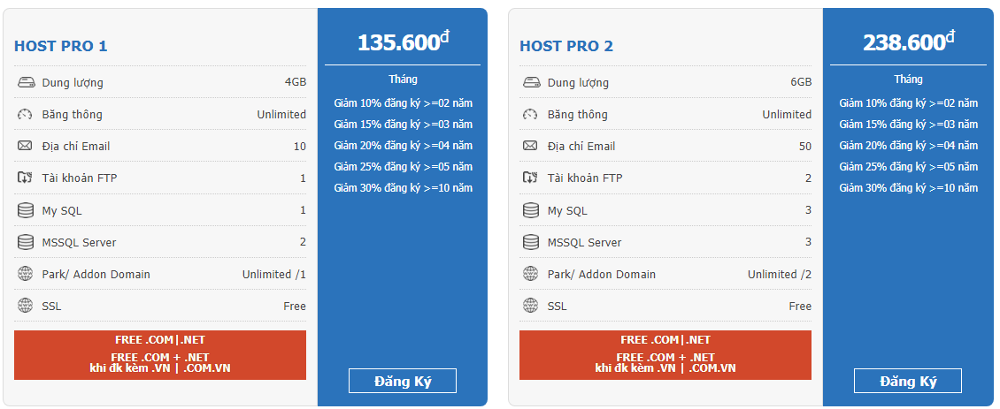 HOST PRO 1
Dung lượng 4GB
Băng thông Unlimited
Địa chỉ Email 10
Tài khoản FTP 1
My SQL 1
MSSQL Server 2
Park/ Addon Domain Unlimited /1
SSL Free
FREE .COM|.NET
FREE .COM + .NET
khi đk kèm .VN | .COM.VN
135.600đ
Tháng
Giảm 10% đăng ký >=02 năm
Giảm 15% đăng ký >=03 năm
Giảm 20% đăng ký >=04 năm
Giảm 25% đăng ký >=05 năm
Giảm 30% đăng ký >=10 năm
Đăng Ký
HOST PRO 2
Dung lượng 6GB
Băng thông Unlimited
Địa chỉ Email 50
Tài khoản FTP 2
My SQL 3
MSSQL Server 3
Park/ Addon Domain Unlimited /2
SSL Free
FREE .COM|.NET
FREE .COM + .NET
khi đk kèm .VN | .COM.VN
238.600đ
Tháng
Giảm 10% đăng ký >=02 năm
Giảm 15% đăng ký >=03 năm
Giảm 20% đăng ký >=04 năm
Giảm 25% đăng ký >=05 năm
Giảm 30% đăng ký >=10 năm
Đăng Ký